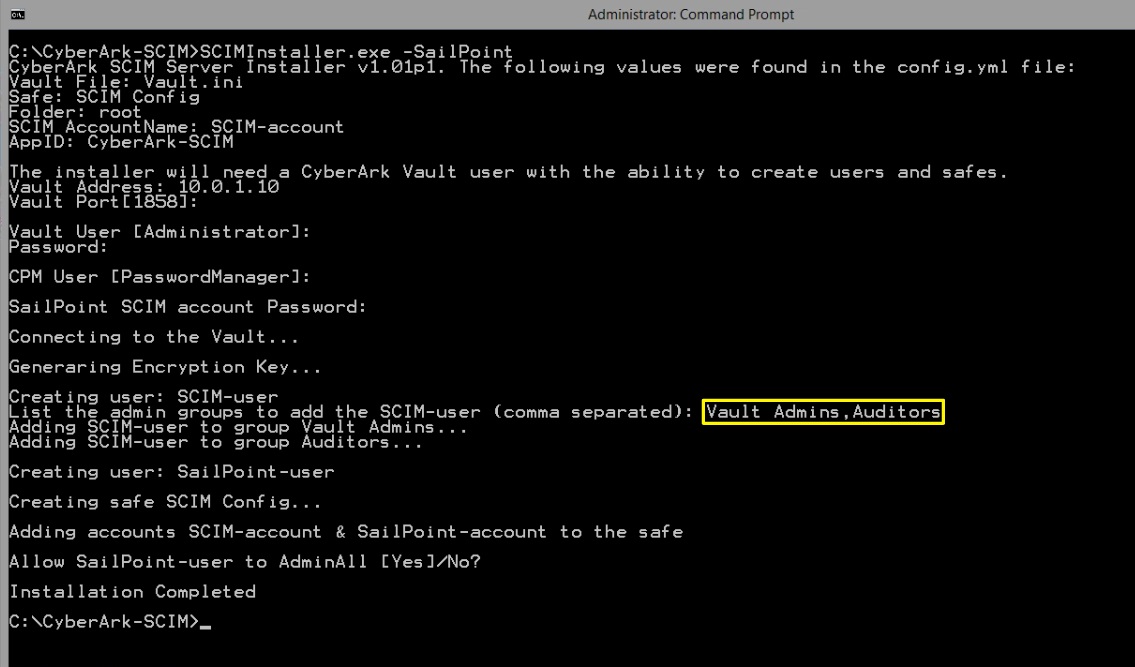 Administrator: Command Prompt
C:\CyberArk-SCIM>SCIMInstaller.exe -SailPoint
CyberArk SCIM Server Installer v1.01p1. The following values were found in the config.yml file:
Vault File: Vault.ini
Safe: SCIM Config
Folder: root
SCIM AccountName: SCIM-account
AppID: CyberArk-SCIM
The installer will need a CyberArk Vault user with the ability to create users and safes.
Vault Address: 10.0.1.10
Vault Port[1858]:
Vault User [Administrator]:
Password:
CPM User [PasswordManager]:
SailPoint SCIM account Password:
Connecting to the Vault...
Generaring Encryption Key...
Creating user: SCIM-user
List the admin groups to add the SCIM-user (comma separated): Vault Admins,Auditors
Adding SCIM-user to group Vault Admins...
Adding SCIM-user to group Auditors...
Creating user: SailPoint-user
Creating safe SCIM Config...
Adding accounts SCIM-account & SailPoint-account to the safe
Allow SailPoint-user to AdminAll [Yes]/No?
Installation Completed
C:\CyberArk-SCIM>_